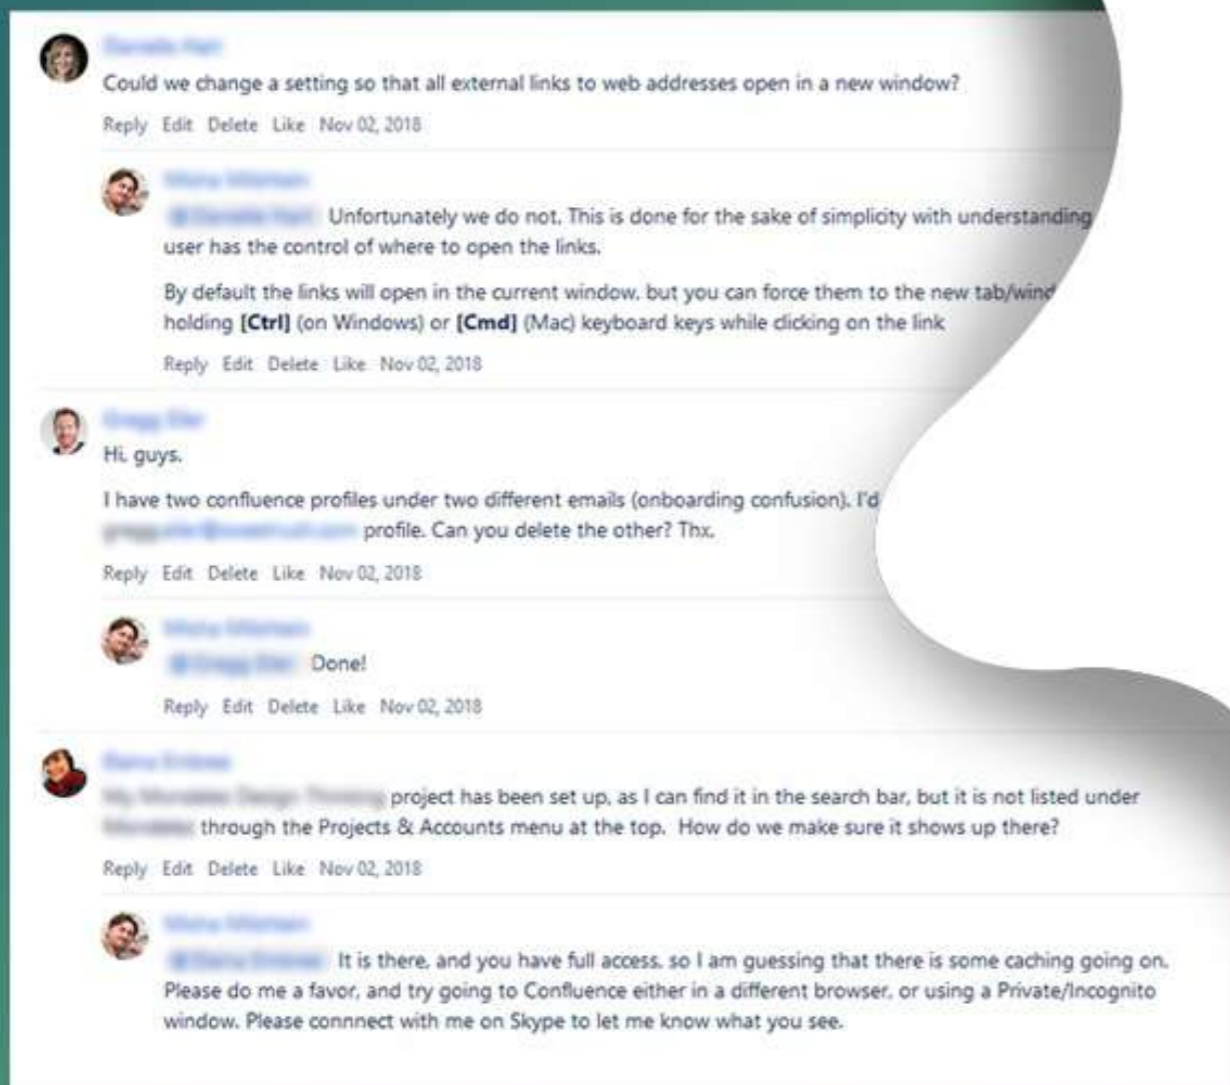 Could we change a setting so that all external links to web addresses open in a new window?
Reply Edit Delete Like Nov 02, 2018
Unfortunately we do not. This is done for the sake of simplicity with understanding
user has the control of where to open the links.
By default the links will open in the current window, but you can force them to the new tab/wind
holding [Ctrl] (on Windows) or [Cmd] (Mac) keyboard keys while clicking on the link
Reply Edit Delete Like Nov 02, 2018
Hi, guys.
I have two confluence profiles under two different emails (onboarding confusion). I'd
profile. Can you delete the other? Thx.
Reply Edit Delete Like Nov 02, 2018
Done!
Reply Edit Delete Like Nov 02, 2018
project has been set up, as I can find it in the search bar, but it is not listed under
through the Projects & Accounts menu at the top. How do we make sure it shows up there?
Reply Edit Delete Like Nov 02, 2018
It is there, and you have full access, so I am guessing that there is some caching going on.
Please do me a favor, and try going to Confluence either in a different browser, or using a Private/Incognito
window. Please connnect with me on Skype to let me know what you see.